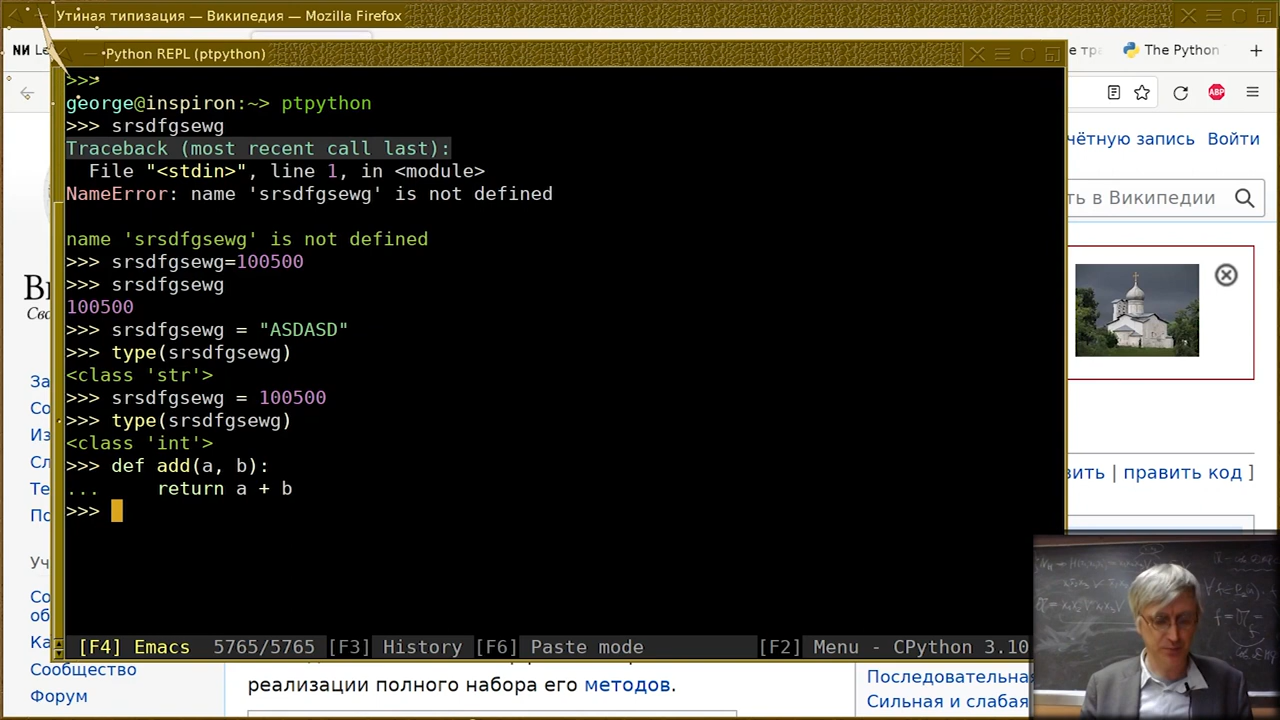 Утиная типизация — Википедия — Mozilla Firefox
The Python
Python REPL (ptpython)
>>>
george@inspiron:~> ptpython
>>> srsdfgsewg
Traceback (most recent call last):
  File "<stdin>", line 1, in <module>
NameError: name 'srsdfgsewg' is not defined
name 'srsdfgsewg' is not defined
>>> srsdfgsewg=100500
>>> srsdfgsewg
100500
>>> srsdfgsewg = "ASDASD"
>>> type(srsdfgsewg)
<class 'str'>
>>> srsdfgsewg = 100500
>>> type(srsdfgsewg)
<class 'int'>
>>> def add(a, b):
...     return a + b
>>>
[F4] Emacs 5765/5765 [F3] History [F6] Paste mode [F2] Menu - CPython 3.10
ABP
чётную запись Войти
ть в Википедии
вить | править код ]
Сообщество
Форум
реализации полного набора его методов.
Последовательна
Сильная и слабая